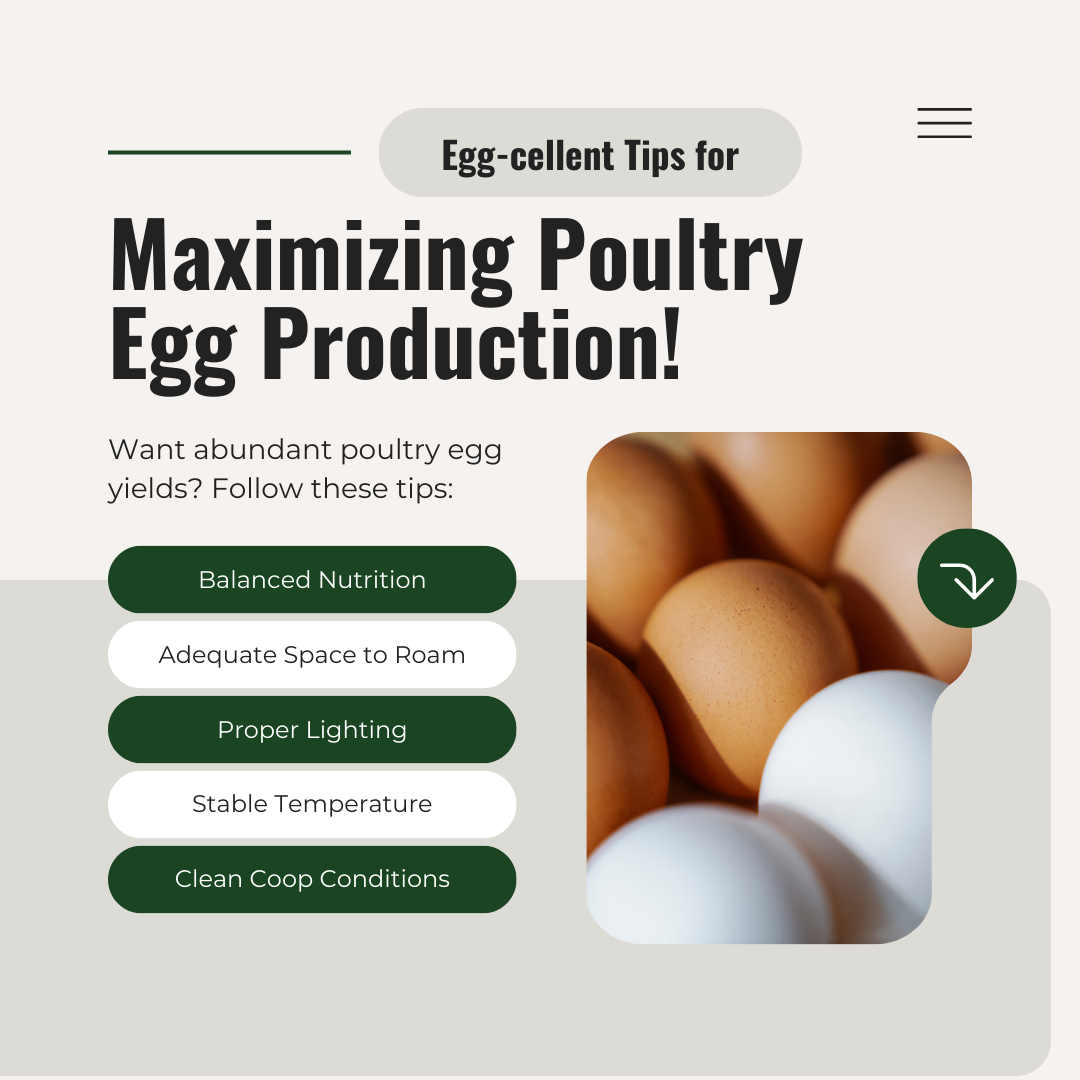 Egg-cellent Tips for
Maximizing Poultry
Egg Production!
Want abundant poultry egg
yields? Follow these tips:
Balanced Nutrition
Adequate Space to Roam
Proper Lighting
Stable Temperature
Clean Coop Conditions